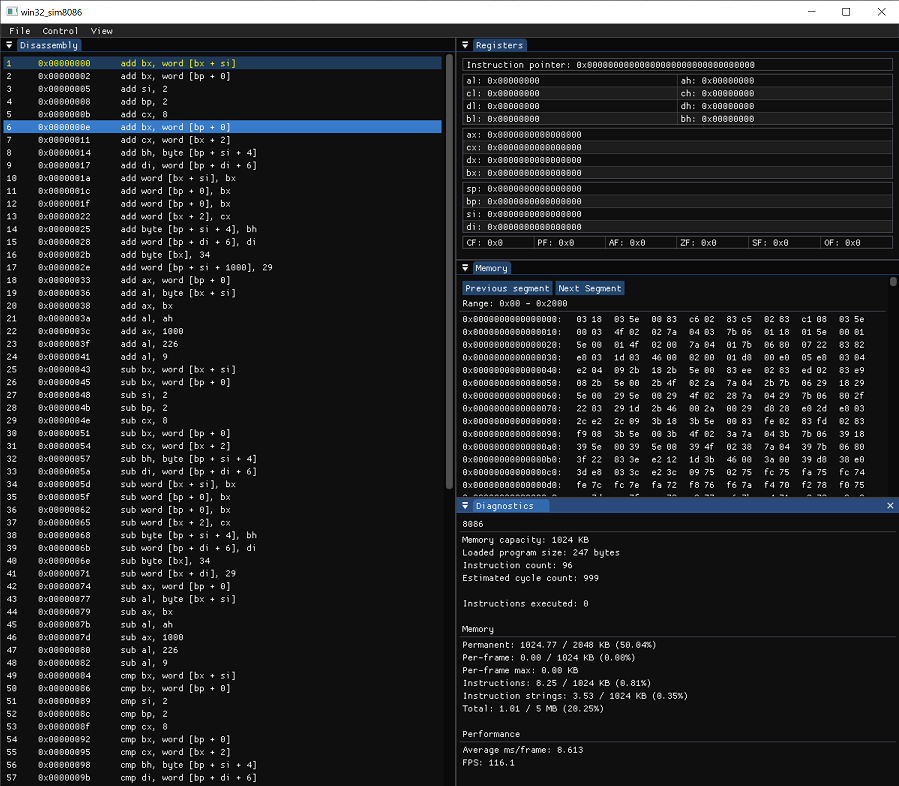 win32_sim8086
File Control View
Disassembly
1 0x00000000 add bx, word [bx + si]
2 0x00000002 add bx, word [bp + 0]
3 0x00000005 add si, 2
4 0x00000008 add bp, 2
5 0x0000000b add cx, 8
6 0x0000000e add bx, word [bp + 0]
7 0x00000011 add cx, word [bx + 2]
8 0x00000014 add bh, byte [bp + si + 4]
9 0x00000017 add di, word [bp + di + 6]
10 0x0000001a add word [bx + si], bx
11 0x0000001c add word [bp + 0], bx
12 0x0000001f add word [bp + 0], bx
13 0x00000022 add word [bx + 2], cx
14 0x00000025 add byte [bp + si + 4], bh
15 0x00000028 add word [bp + di + 6], di
16 0x0000002b add byte [bx], 34
17 0x0000002e add word [bp + si + 1000], 29
18 0x00000033 add ax, word [bp + 0]
19 0x00000036 add al, byte [bx + si]
20 0x00000038 add ax, bx
21 0x0000003a add al, ah
22 0x0000003c add ax, 1000
23 0x0000003f add al, 226
24 0x00000041 add al, 9
25 0x00000043 sub bx, word [bx + si]
26 0x00000045 sub bx, word [bp + 0]
27 0x00000048 sub si, 2
28 0x0000004b sub bp, 2
29 0x0000004e sub cx, 8
30 0x00000051 sub bx, word [bp + 0]
31 0x00000054 sub cx, word [bx + 2]
32 0x00000057 sub bh, byte [bp + si + 4]
33 0x0000005a sub di, word [bp + di + 6]
34 0x0000005d sub word [bx + si], bx
35 0x0000005f sub word [bp + 0], bx
36 0x00000062 sub word [bp + 0], bx
37 0x00000065 sub word [bx + 2], cx
38 0x00000068 sub byte [bp + si + 4], bh
39 0x0000006b sub word [bp + di + 6], di
40 0x0000006e sub byte [bx], 34
41 0x00000071 sub word [bx + di], 29
42 0x00000074 sub ax, word [bp + 0]
43 0x00000077 sub al, byte [bx + si]
44 0x00000079 sub ax, bx
45 0x0000007b sub al, ah
46 0x0000007d sub ax, 1000
47 0x00000080 sub al, 226
48 0x00000082 sub al, 9
49 0x00000084 cmp bx, word [bx + si]
50 0x00000086 cmp bx, word [bp + 0]
51 0x00000089 cmp si, 2
52 0x0000008c cmp bp, 2
53 0x0000008f cmp cx, 8
54 0x00000092 cmp bx, word [bp + 0]
55 0x00000095 cmp cx, word [bx + 2]
56 0x00000098 cmp bh, byte [bp + si + 4]
57 0x0000009b cmp di, word [bp + di + 6]
Registers
Instruction pointer: 0x00000000000000000000000000000000
al: 0x00000000 ah: 0x00000000
cl: 0x00000000 ch: 0x00000000
dl: 0x00000000 dh: 0x00000000
bl: 0x00000000 bh: 0x00000000
ax: 0x0000000000000000
cx: 0x0000000000000000
dx: 0x0000000000000000
bx: 0x0000000000000000
sp: 0x0000000000000000
bp: 0x0000000000000000
si: 0x0000000000000000
di: 0x0000000000000000
CF: 0x0 PF: 0x0 AF: 0x0 ZF: 0x0 SF: 0x0 OF: 0x0
Memory
Previous segment Next Segment
Range: 0x00 - 0x2000
0x0000000000000000: 03 18 03 5e 00 83 c6 02 83 c5 02 83 c1 08 03 5e
0x0000000000000010: 00 03 4f 02 02 7a 04 03 7b 06 01 18 01 5e 00 01
0x0000000000000020: 5e 00 01 4f 02 00 7a 04 01 7b 06 80 07 22 83 82
0x0000000000000030: e8 03 1d 03 46 00 02 00 01 d8 00 e0 05 e8 03 04
0x0000000000000040: e2 04 09 2b 18 2b 5e 00 83 ee 02 83 ed 02 83 e9
0x0000000000000050: 08 2b 5e 00 2b 4f 02 2a 7a 04 2b 7b 06 29 18 29
0x0000000000000060: 5e 00 29 5e 00 29 4f 02 28 7a 04 29 7b 06 80 2f
0x0000000000000070: 22 83 29 1d 2b 46 00 2a 00 29 d8 28 e0 2d e8 03
0x0000000000000080: 2c e2 2c 09 3b 18 3b 5e 00 83 fe 02 83 fd 02 83
0x0000000000000090: f9 08 3b 5e 00 3b 4f 02 3a 7a 04 3b 7b 06 39 18
0x00000000000000a0: 39 5e 00 39 5e 00 39 4f 02 38 7a 04 39 7b 06 80
0x00000000000000b0: 3f 22 83 3e e2 12 1d 3b 46 00 3a 00 39 d8 38 e0
0x00000000000000c0: 3d e8 03 3c e2 3c 09 75 02 75 fc 75 fa 75 fc 74
0x00000000000000d0: fe 7c fc 7e fa 72 f8 76 f6 7a f4 70 f2 78 f0 75
Diagnostics
8086
Memory capacity: 1024 KB
Loaded program size: 247 bytes
Instruction count: 96
Estimated cycle count: 999
Instructions executed: 0
Memory
Permanent: 1024.77 / 2048 KB (50.04%)
Per-frame: 0.00 / 1024 KB (0.00%)
Per-frame max: 0.00 KB
Instructions: 8.25 / 1024 KB (0.81%)
Instruction strings: 3.53 / 1024 KB (0.35%)
Total: 1.01 / 5 MB (20.25%)
Performance
Average ms/frame: 8.613
FPS: 116.1